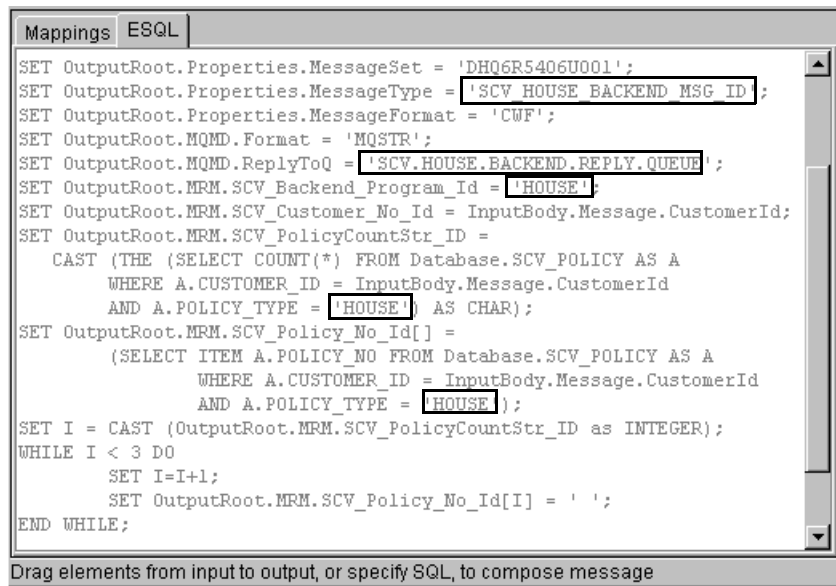 Mappings ESQL
SET OutputRoot.Properties.MessageSet = 'DHQ6R5406U001';
SET OutputRoot.Properties.MessageType = 'SCV_HOUSE_BACKEND_MSG_ID';
SET OutputRoot.Properties.MessageFormat = 'CWF';
SET OutputRoot.MQMD.Format = 'MQSTR';
SET OutputRoot.MQMD.ReplyToQ = 'SCV.HOUSE.BACKEND.REPLY.QUEUE';
SET OutputRoot.MRM.SCV_Backend_Program_Id = 'HOUSE';
SET OutputRoot.MRM.SCV_Customer_No_Id = InputBody.Message.CustomerId;
SET OutputRoot.MRM.SCV_PolicyCountStr_ID =
CAST (THE (SELECT COUNT(*) FROM Database.SCV_POLICY AS A
WHERE A.CUSTOMER_ID = InputBody.Message.CustomerId
AND A.POLICY_TYPE = 'HOUSE') AS CHAR);
SET OutputRoot.MRM.SCV_Policy_No_Id[] =
(SELECT ITEM A.POLICY_NO FROM Database.SCV_POLICY AS A
WHERE A.CUSTOMER_ID = InputBody.Message.CustomerId
AND A.POLICY_TYPE = 'HOUSE');
SET I = CAST (OutputRoot.MRM.SCV_PolicyCountStr_ID as INTEGER);
WHILE I < 3 DO
SET I=I+1;
SET OutputRoot.MRM.SCV_Policy_No_Id[I] = ' ';
END WHILE;
Drag elements from input to output, or specify SQL, to compose message